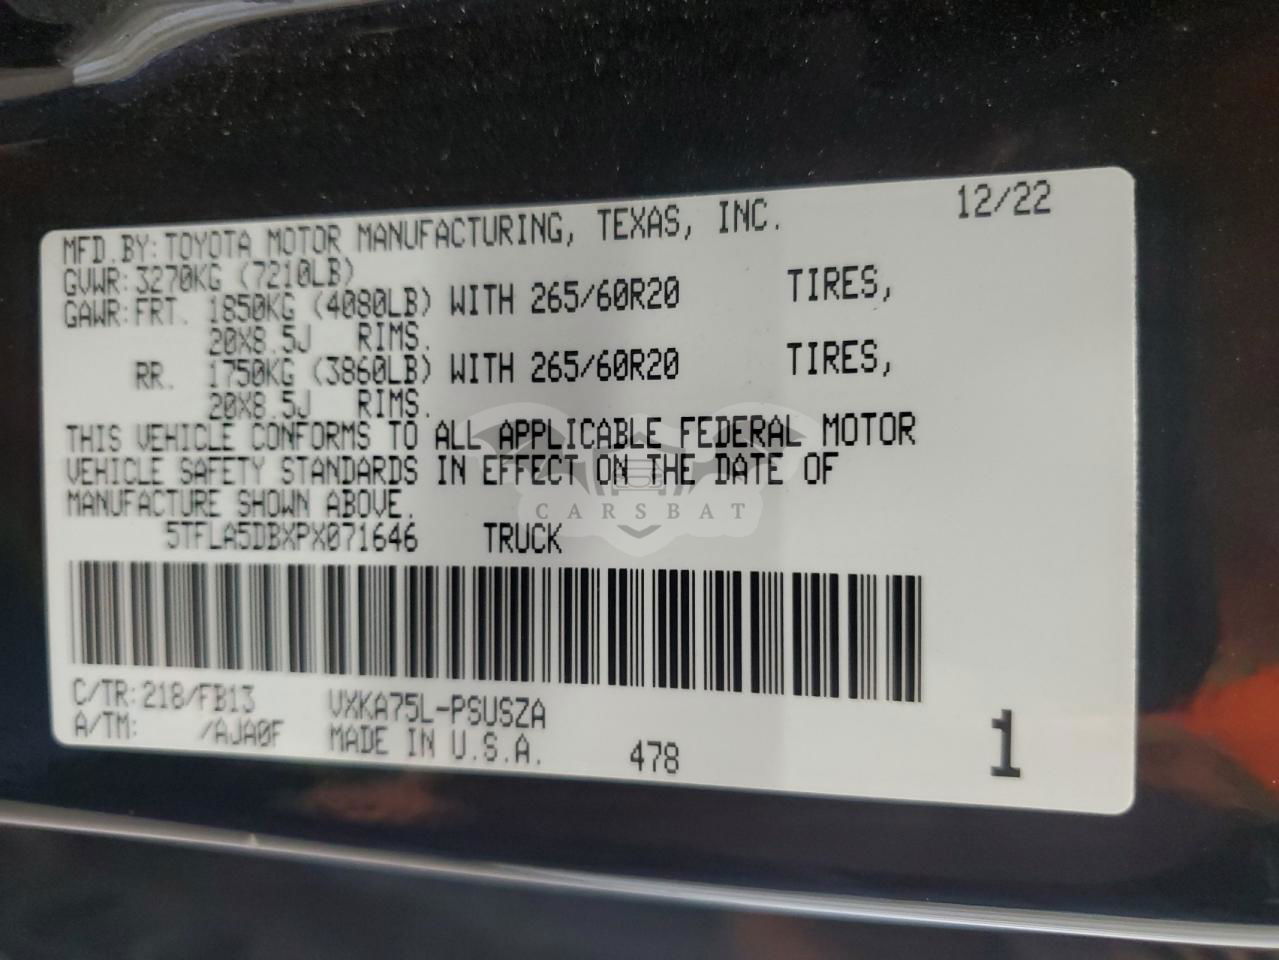 12/22
MFD.BY:TOYOTA MOTOR MANUFACTURING, TEXAS, INC.
GVWR:3270KG (7210LB)
GAWR:FRT. 1850KG (4080LB) WITH 265/60R20 TIRES,
20X8.5J RIMS.
RR. 1750KG (3860LB) WITH 265/60R20 TIRES,
20X8.5J RIMS.
THIS VEHICLE CONFORMS TO ALL APPLICABLE FEDERAL MOTOR
VEHICLE SAFETY STANDARDS IN EFFECT ON THE DATE OF
MANUFACTURE SHOWN ABOVE.
CARSBAT
5TFLA5DBXPX071646 TRUCK
C/TR:218/FB13 VXKA75L-PSUSZA
A/TM: /AJA0F MADE IN U.S.A. 478
1